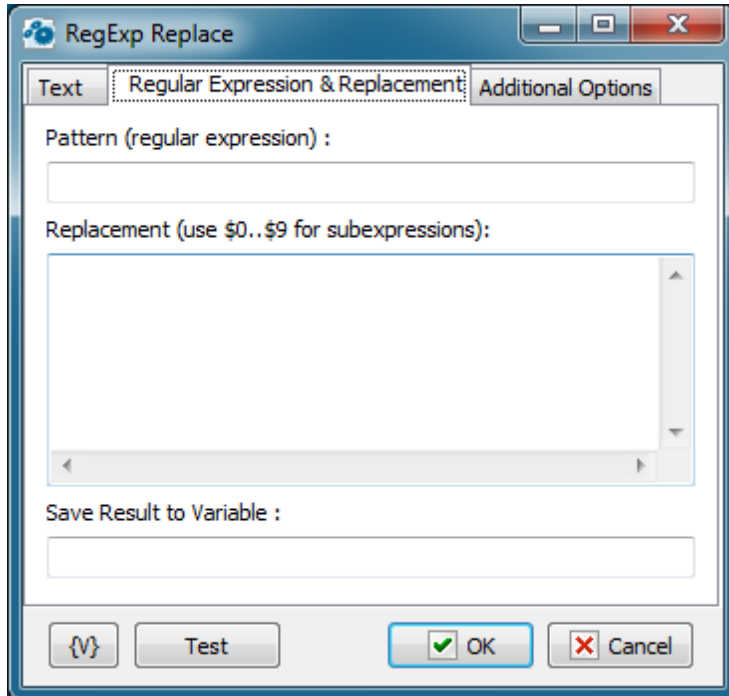 RegExp Replace
Text Regular Expression & Replacement Additional Options
Pattern (regular expression) :
Replacement (use $0..$9 for subexpressions):
Save Result to Variable :
{V} Test OK Cancel